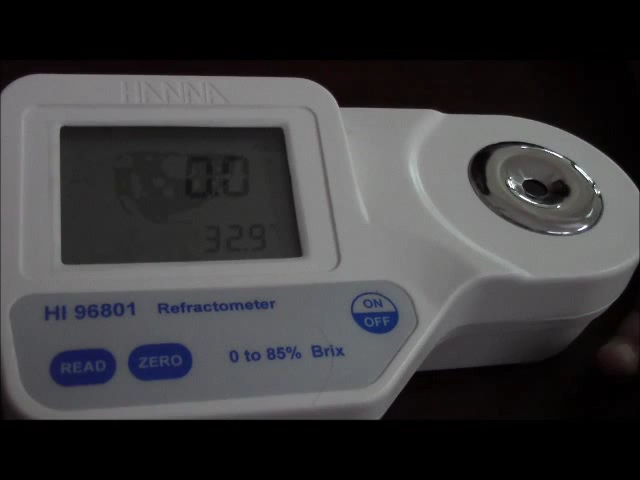 HANNA
0.0
32.9
HI 96801 Refractometer
ON
OFF
READ ZERO 0 to 85% Brix